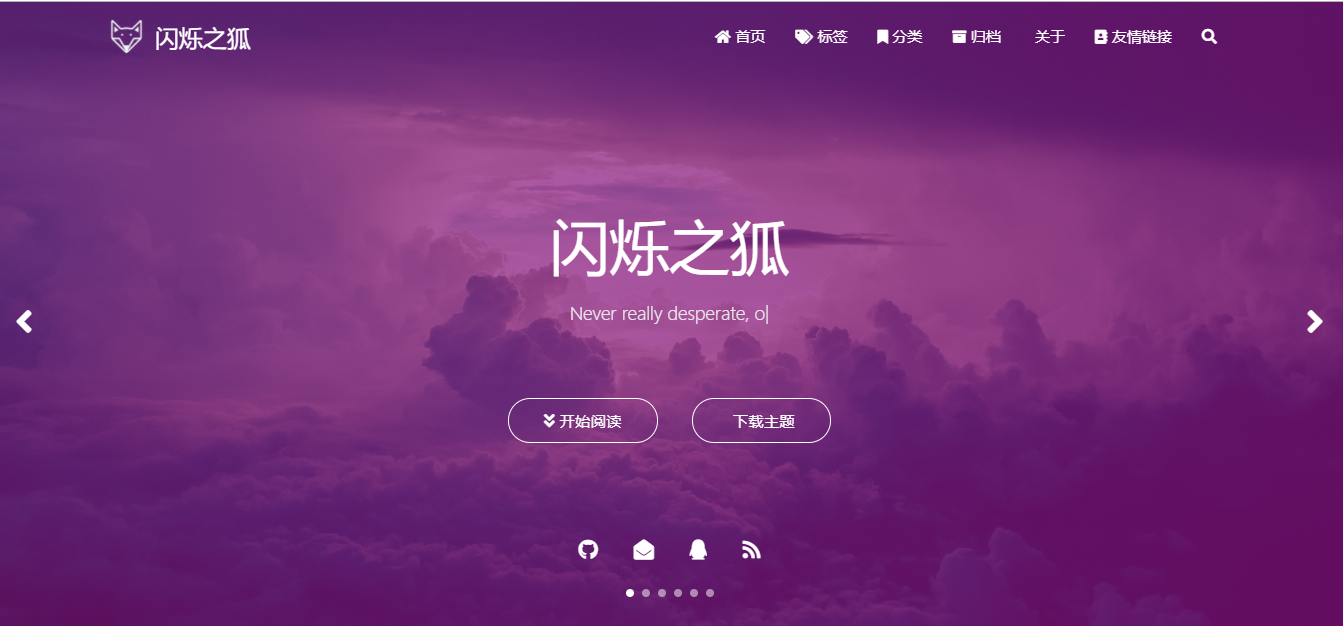 闪烁之狐
首页 标签 分类 归档 关于 友情链接
闪烁之狐
Never really desperate, o|
开始阅读 下载主题